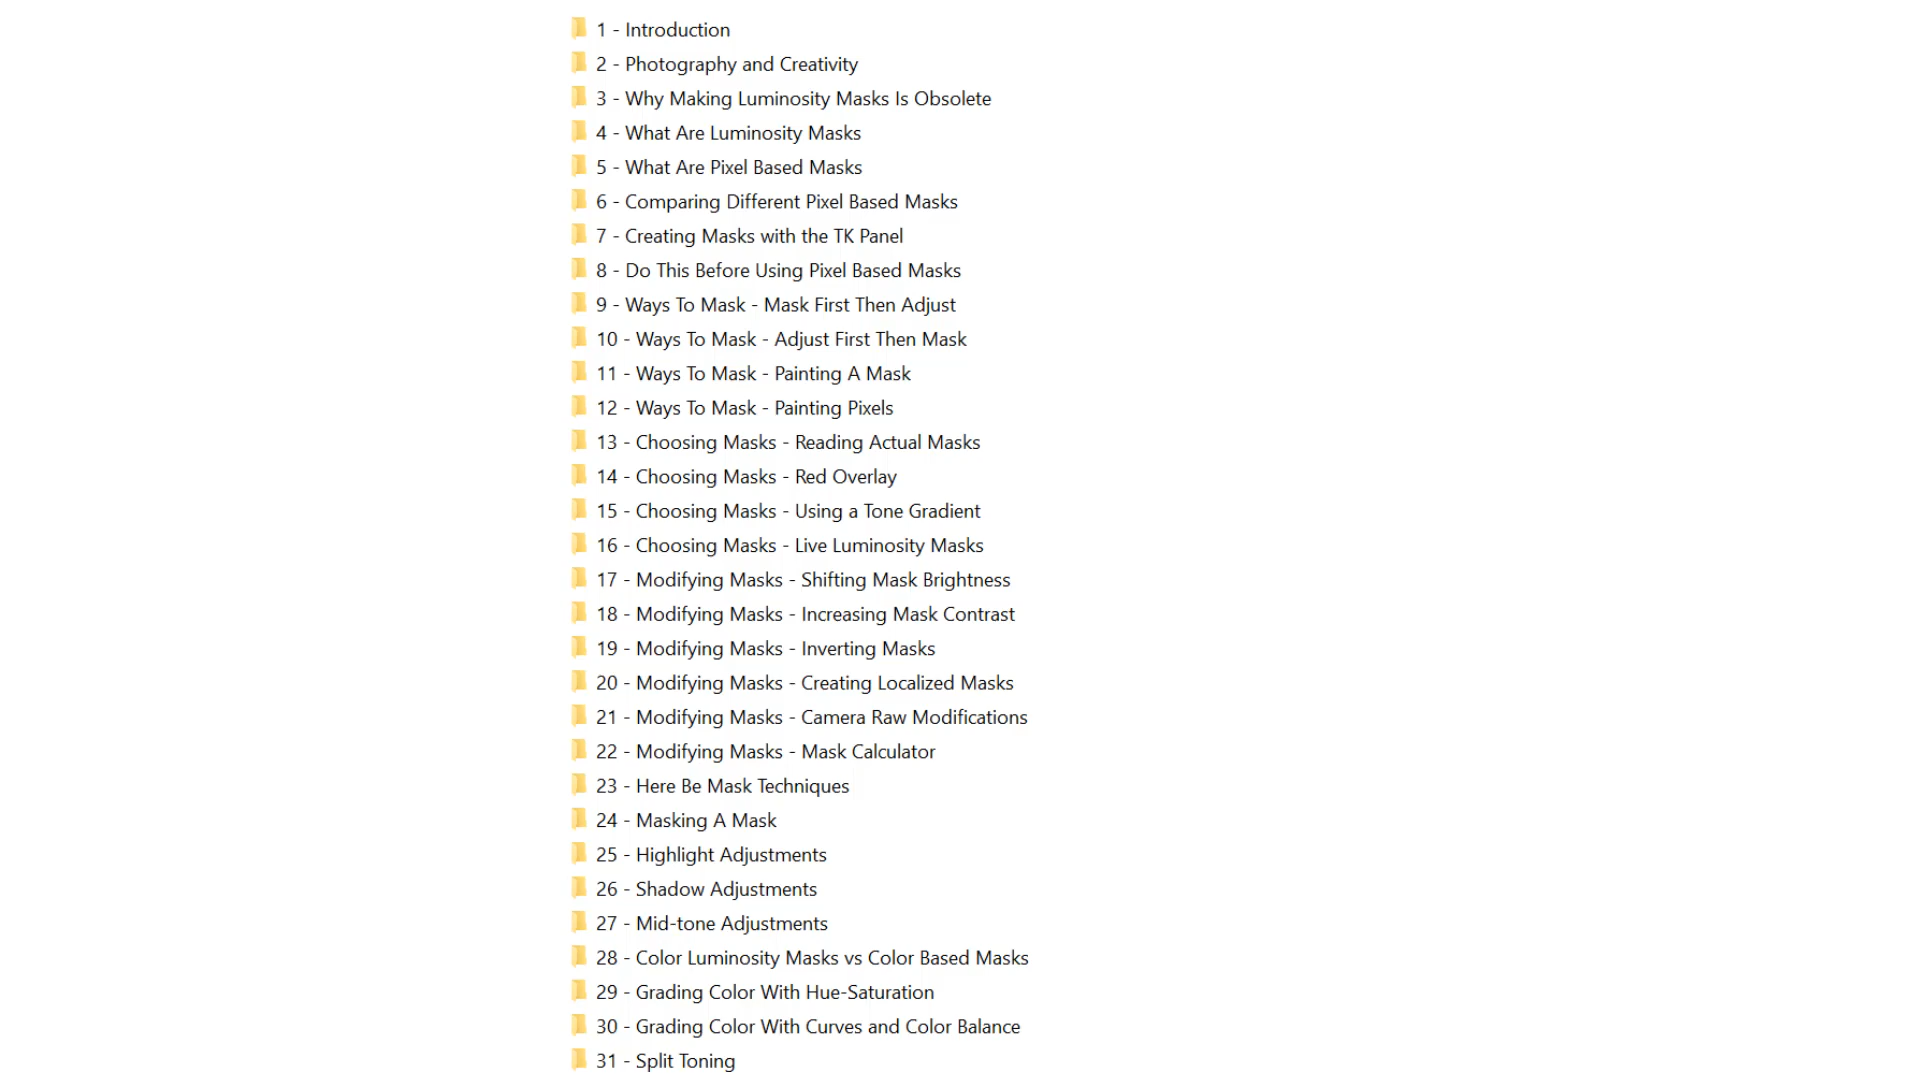 1 - Introduction
2 - Photography and Creativity
3 - Why Making Luminosity Masks Is Obsolete
4 - What Are Luminosity Masks
5 - What Are Pixel Based Masks
6 - Comparing Different Pixel Based Masks
7 - Creating Masks with the TK Panel
8 - Do This Before Using Pixel Based Masks
9 - Ways To Mask - Mask First Then Adjust
10 - Ways To Mask - Adjust First Then Mask
11 - Ways To Mask - Painting A Mask
12 - Ways To Mask - Painting Pixels
13 - Choosing Masks - Reading Actual Masks
14 - Choosing Masks - Red Overlay
15 - Choosing Masks - Using a Tone Gradient
16 - Choosing Masks - Live Luminosity Masks
17 - Modifying Masks - Shifting Mask Brightness
18 - Modifying Masks - Increasing Mask Contrast
19 - Modifying Masks - Inverting Masks
20 - Modifying Masks - Creating Localized Masks
21 - Modifying Masks - Camera Raw Modifications
22 - Modifying Masks - Mask Calculator
23 - Here Be Mask Techniques
24 - Masking A Mask
25 - Highlight Adjustments
26 - Shadow Adjustments
27 - Mid-tone Adjustments
28 - Color Luminosity Masks vs Color Based Masks
29 - Grading Color With Hue-Saturation
30 - Grading Color With Curves and Color Balance
31 - Split Toning